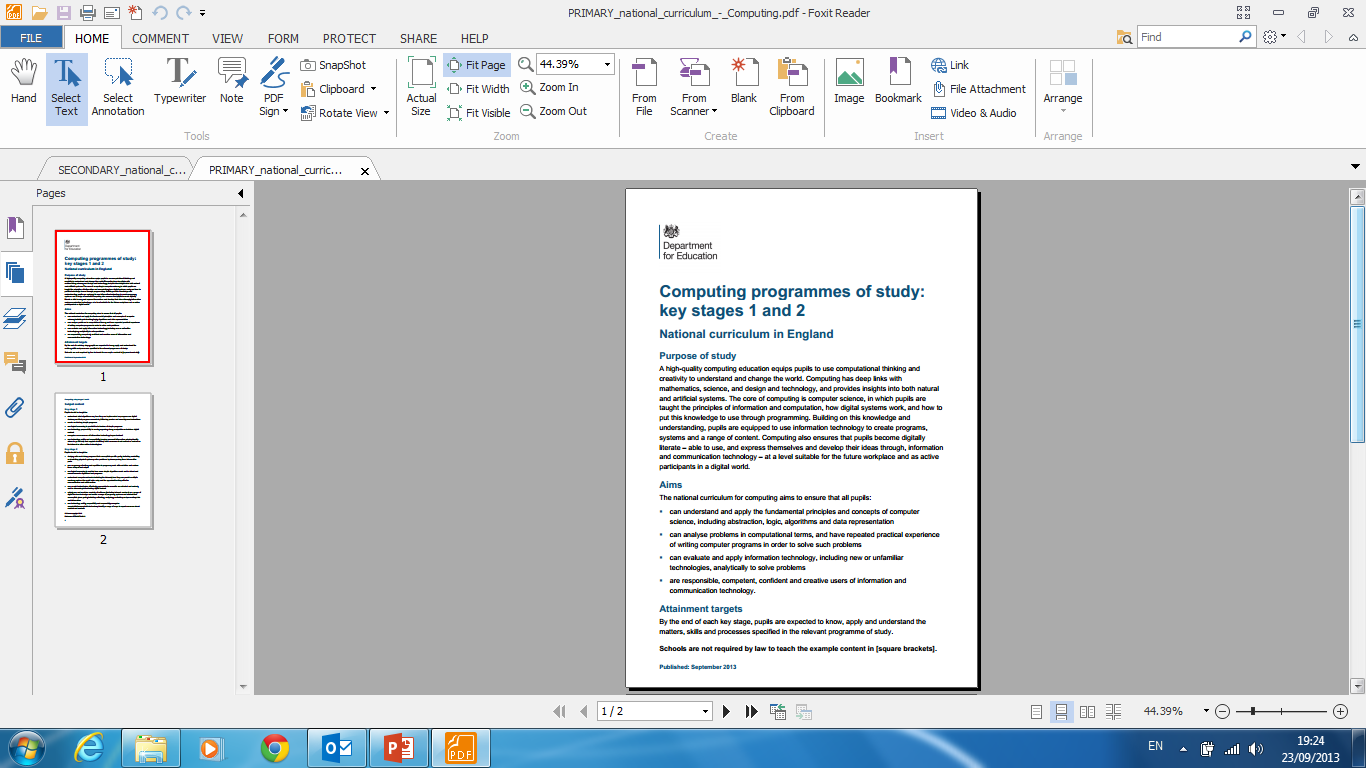 PRIMARY_national_curriculum_-_Computing.pdf - Foxit Reader
FILE HOME COMMENT VIEW FORM PROTECT SHARE HELP
Find
Hand
Select Text
Select Annotation
Typewriter
Note
PDF Sign
SnapShot
Clipboard
Rotate View
Tools
Actual Size
Fit Page
Fit Width
Fit Visible
44.39%
Zoom In
Zoom Out
Zoom
From File
From Scanner
Blank
From Clipboard
Create
Image
Bookmark
Link
File Attachment
Video & Audio
Insert
Arrange
Arrange
SECONDARY_national_c...
PRIMARY_national_curric...
Pages
1
2
Department
for Education
Computing programmes of study:
key stages 1 and 2
National curriculum in England
Purpose of study
A high-quality computing education equips pupils to use computational thinking and
creativity to understand and change the world. Computing has deep links with
mathematics, science, and design and technology, and provides insights into both natural
and artificial systems. The core of computing is computer science, in which pupils are
taught the principles of information and computation, how digital systems work, and how to
put this knowledge to use through programming. Building on this knowledge and
understanding, pupils are equipped to use information technology to create programs,
systems and a range of content. Computing also ensures that pupils become digitally
literate – able to use, and express themselves and develop their ideas through, information
and communication technology – at a level suitable for the future workplace and as active
participants in a digital world.
Aims
The national curriculum for computing aims to ensure that all pupils:
• can understand and apply the fundamental principles and concepts of computer
science, including abstraction, logic, algorithms and data representation
• can analyse problems in computational terms, and have repeated practical experience
of writing computer programs in order to solve such problems
• can evaluate and apply information technology, including new or unfamiliar
technologies, analytically to solve problems
• are responsible, competent, confident and creative users of information and
communication technology.
Attainment targets
By the end of each key stage, pupils are expected to know, apply and understand the
matters, skills and processes specified in the relevant programme of study.
Schools are not required by law to teach the example content in [square brackets].
Published: September 2013
1 / 2
44.39%
EN
19:24
23/09/2013